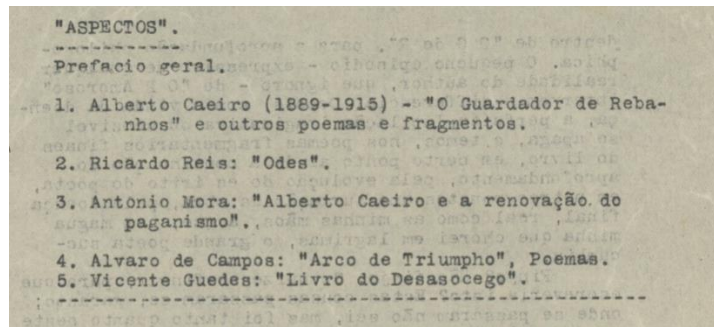 "ASPECTOS".
-----------
Prefacio geral.
1. Alberto Caeiro (1889-1915) - "O Guardador de Reba-
nhos" e outros poemas e fragmentos.
2. Ricardo Reis: "Odes".
3. Antonio Mora: "Alberto Caeiro e a renovação do
paganismo".
4. Alvaro de Campos: "Arco de Triumpho", Poemas.
5. Vicente Guedes: "Livro do Desasocego".